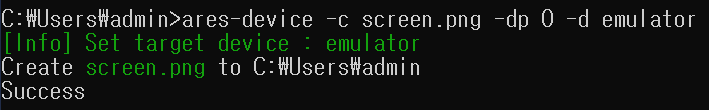 C:₩Users₩admin>ares-device -c screen.png -dp 0 -d emulator
[Info] Set target device : emulator
Create screen.png to C:₩Users₩admin
Success